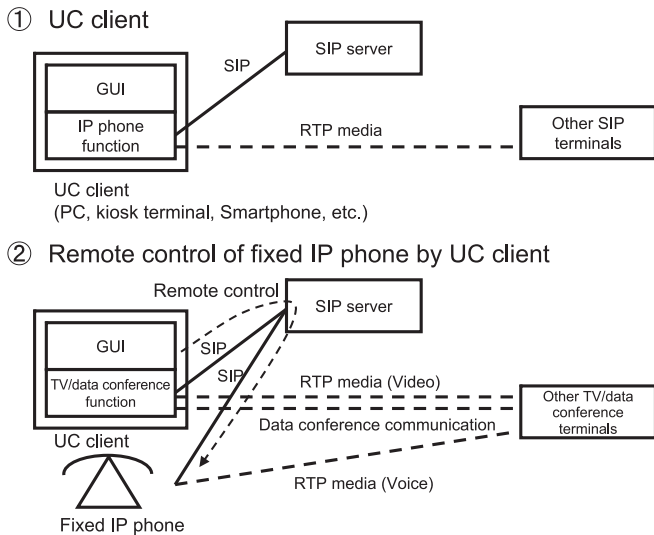 ① UC client
SIP server
SIP
GUI
IP phone
function
RTP media
Other SIP
terminals
UC client
(PC, kiosk terminal, Smartphone, etc.)
② Remote control of fixed IP phone by UC client
Remote control
SIP server
GUI
SIP
SIP
TV/data conference
function
RTP media (Video)
Other TV/data
conference
terminals
Data conference communication
UC client
RTP media (Voice)
Fixed IP phone